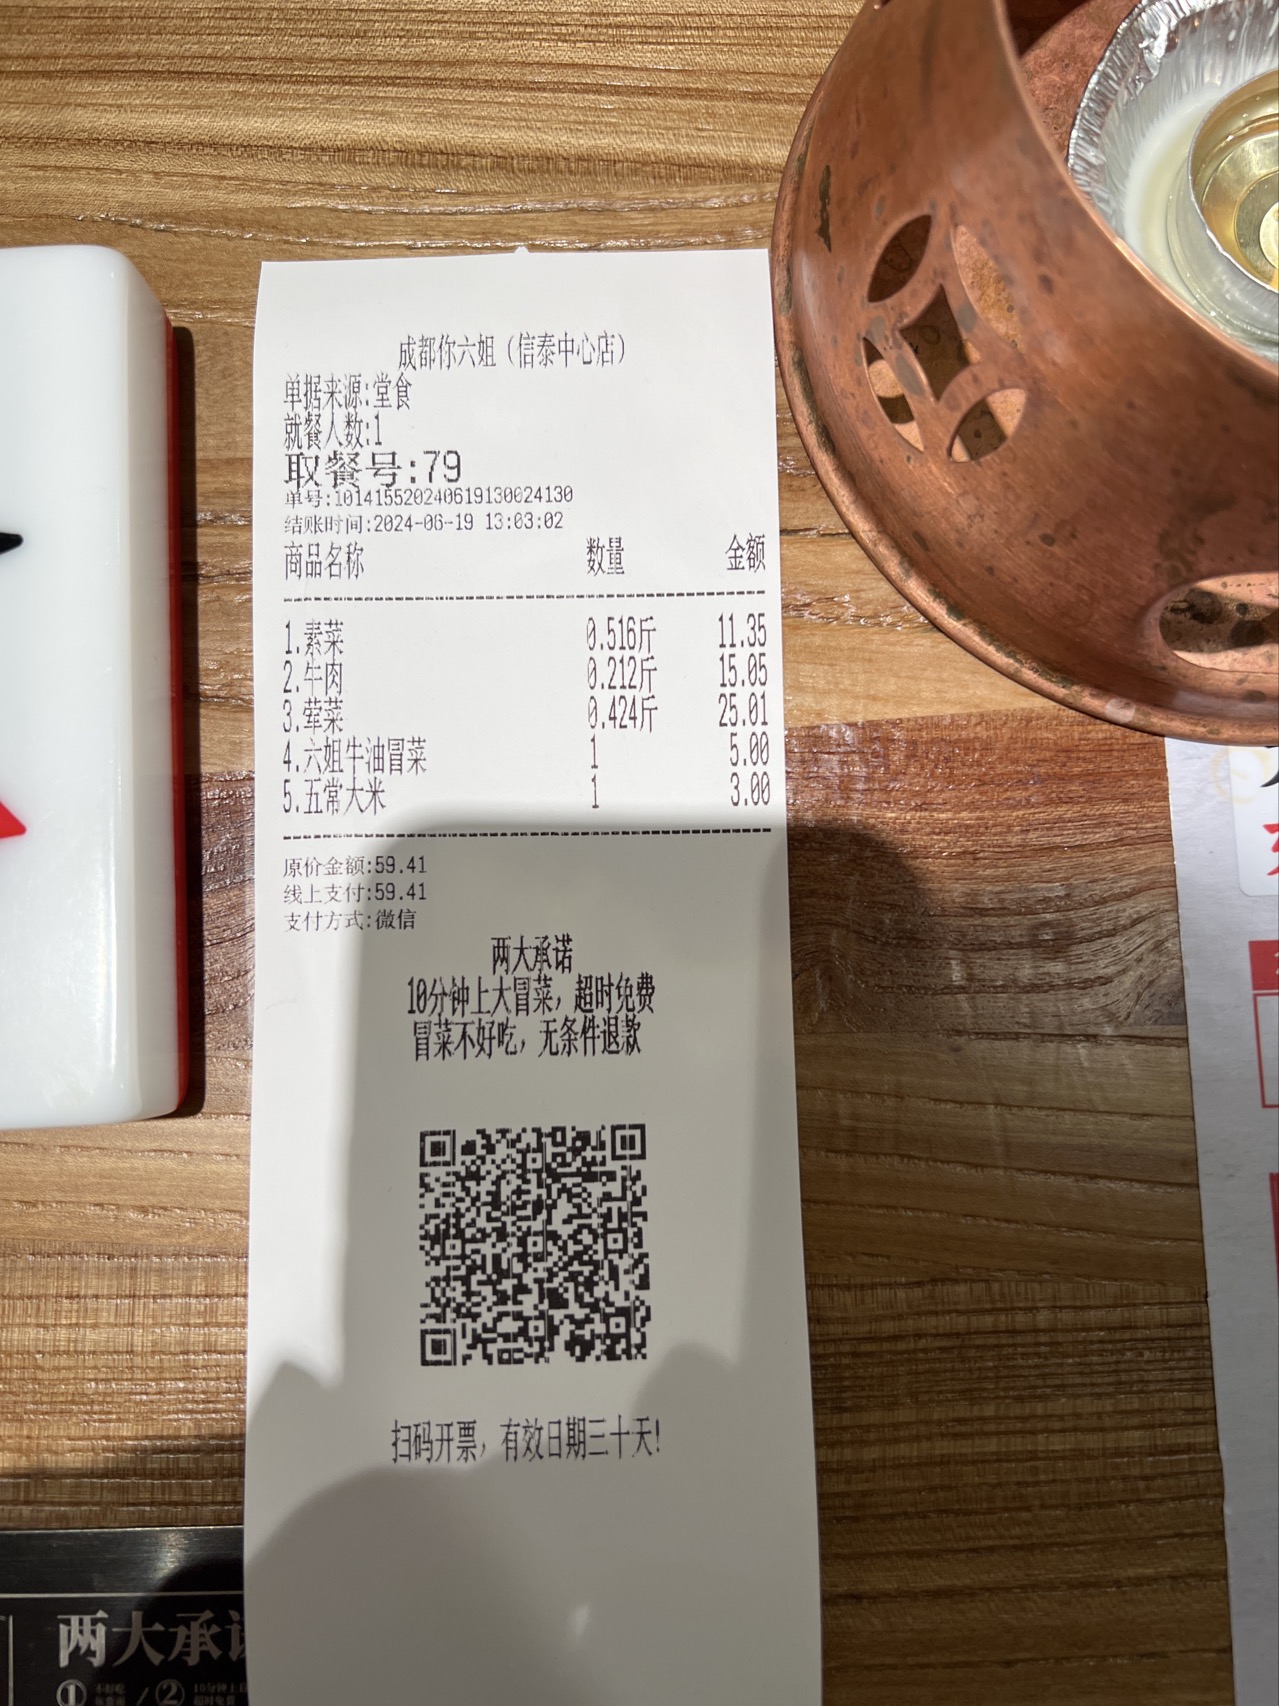 成都你六姐（信泰中心店）
单据来源:堂食
就餐人数:1
取餐号:79
单号:101415520240619130024130
结账时间:2024-06-19 13:03:02
商品名称 数量 金额
1.素菜 0.516斤 11.35
2.牛肉 0.212斤 15.05
3.荤菜 0.424斤 25.01
4.六姐牛油冒菜 1 5.00
5.五常大米 1 3.00
原价金额:59.41
线上支付:59.41
支付方式:微信
两大承诺
10分钟上大冒菜，超时免费
冒菜不好吃，无条件退款
扫码开票，有效日期三十天!
两大承
① / ②